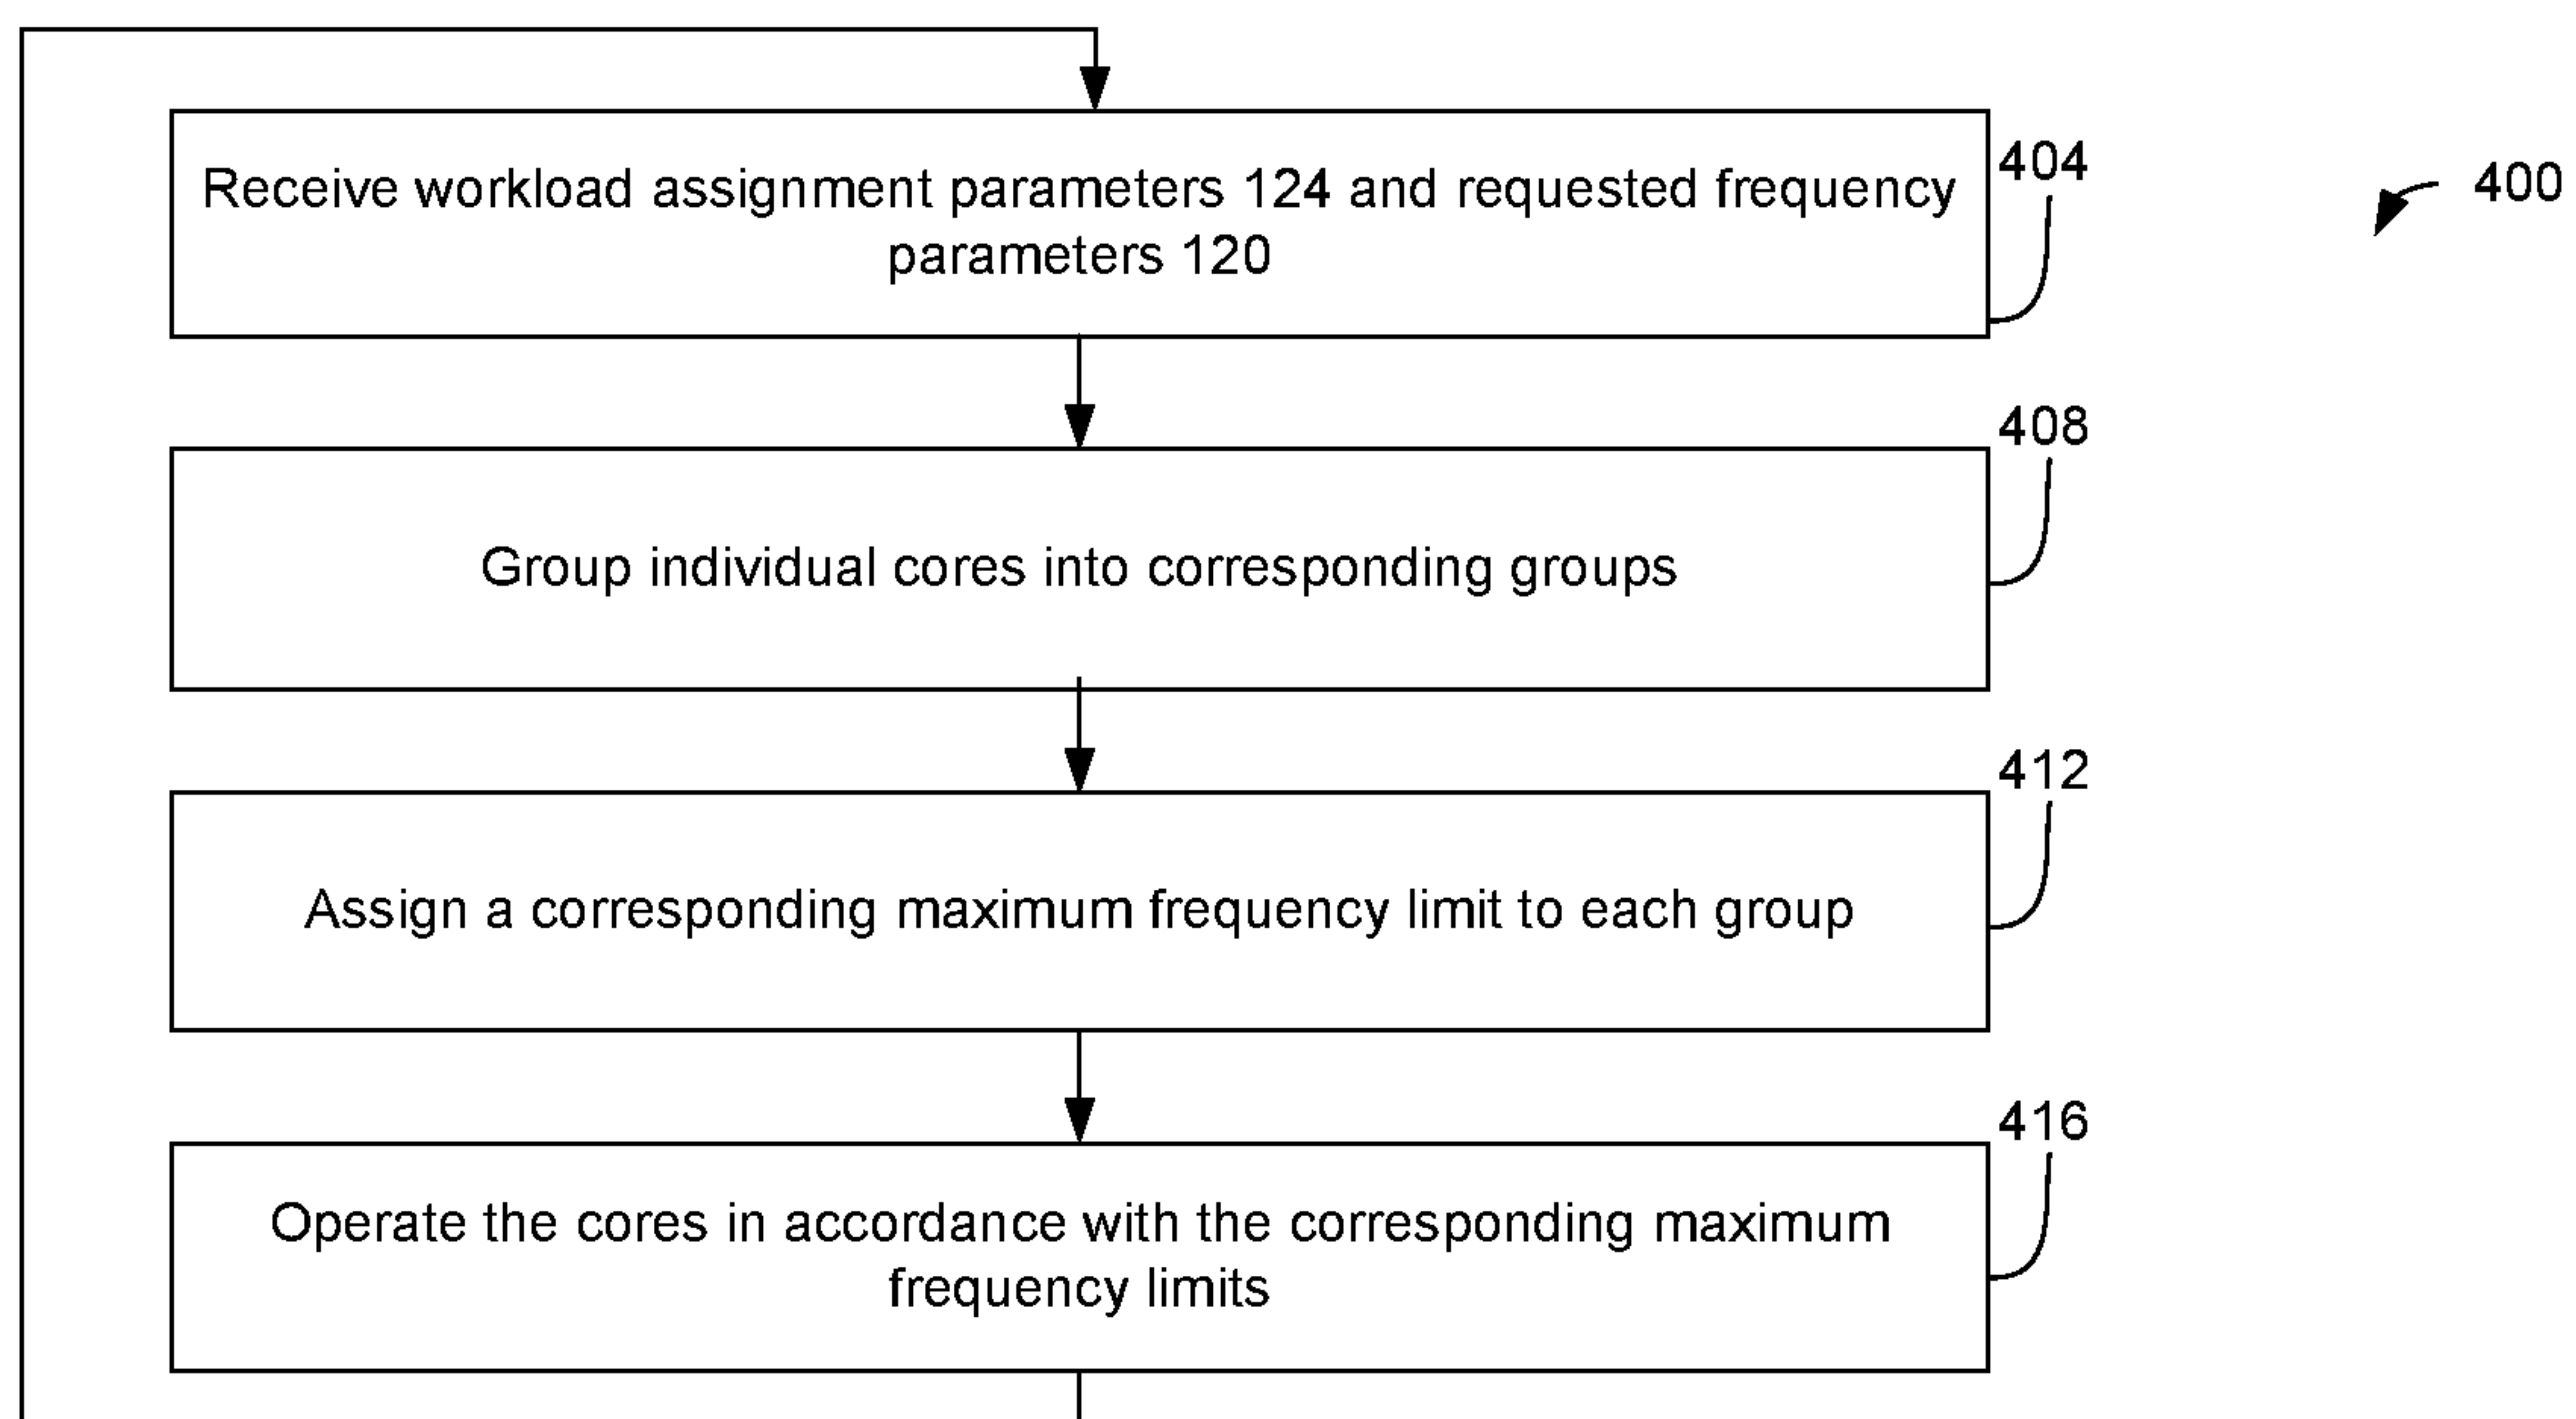 Receive workload assignment parameters 124 and requested frequency
parameters 120
404
400
408
Group individual cores into corresponding groups
412
Assign a corresponding maximum frequency limit to each group
416
Operate the cores in accordance with the corresponding maximum
frequency limits